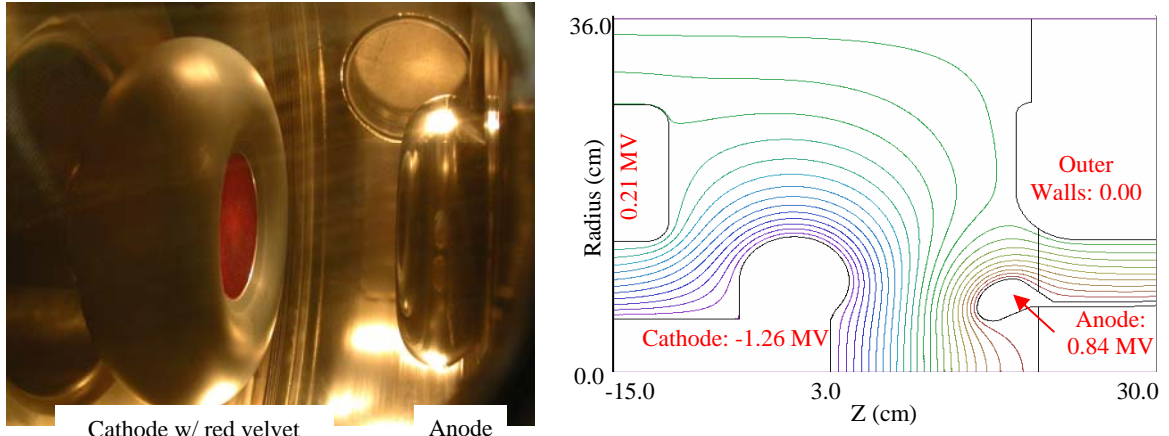 Cathode w/ red velvet
Anode
36.0
Radius (cm)
0.0
0.21 MV
Outer
Walls: 0.00
Cathode: -1.26 MV
Anode:
0.84 MV
-15.0
3.0
30.0
Z (cm)